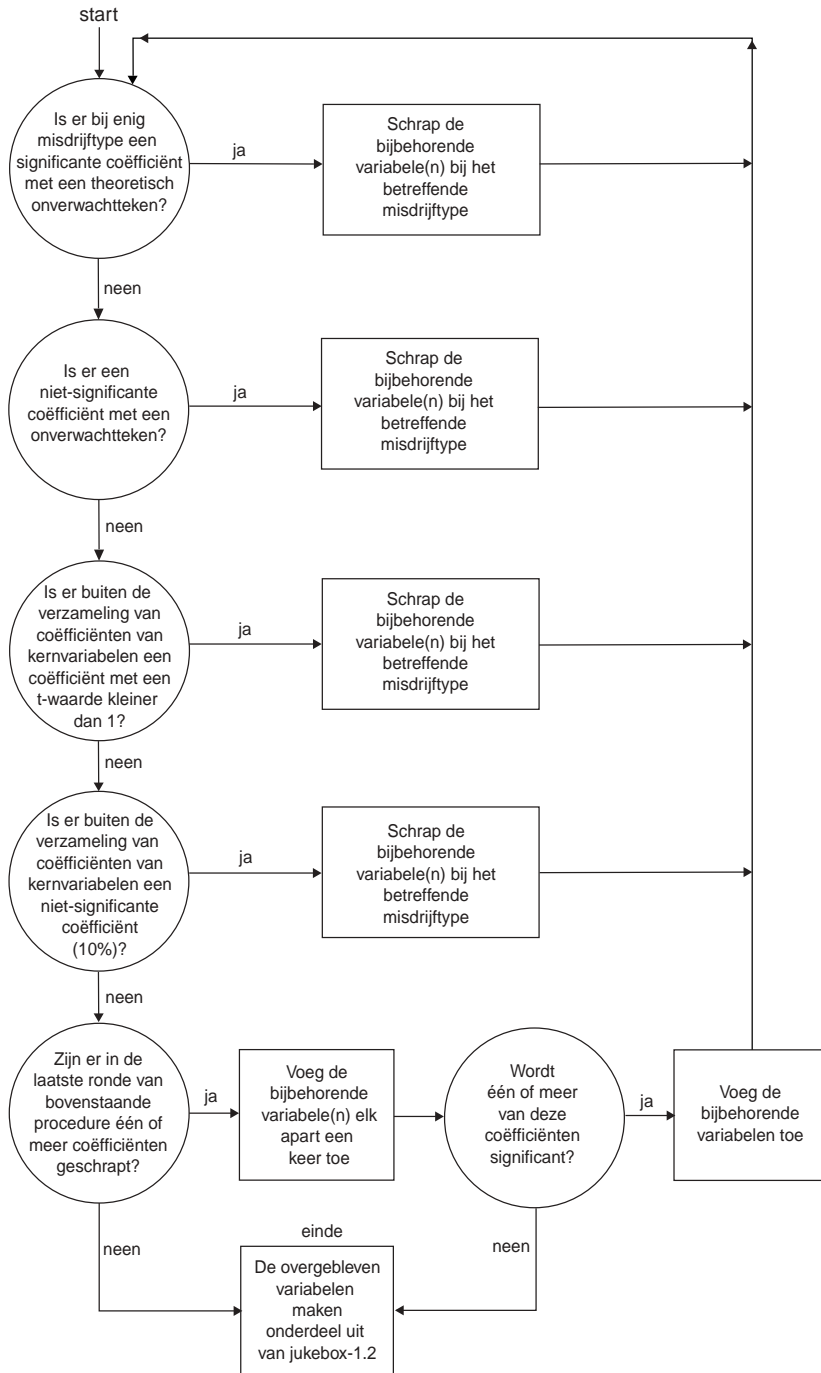 start
Is er bij enig
misdrijftype een
significante coëfficiënt
met een theoretisch
onverwachtteken?
ja
Schrap de
bijbehorende
variabele(n) bij het
betreffende
misdrijftype
neen
Is er een
niet-significante
coëfficiënt met een
onverwachtteken?
ja
Schrap de
bijbehorende
variabele(n) bij het
betreffende
misdrijftype
neen
Is er buiten de
verzameling van
coëfficiënten van
kernvariabelen een
coëfficiënt met een
t-waarde kleiner
dan 1?
ja
Schrap de
bijbehorende
variabele(n) bij het
betreffende
misdrijftype
neen
Is er buiten de
verzameling van
coëfficiënten van
kernvariabelen een
niet-significante
coëfficiënt
(10%)?
ja
Schrap de
bijbehorende
variabele(n) bij het
betreffende
misdrijftype
neen
Zijn er in de
laatste ronde van
bovenstaande
procedure één of
meer coëfficiënten
geschrapt?
ja
Voeg de
bijbehorende
variabele(n) elk
apart een
keer toe
Wordt
één of meer
van deze
coëfficiënten
significant?
ja
Voeg de
bijbehorende
variabelen toe
neen
einde
neen
De overgebleven
variabelen
maken
onderdeel uit
van jukebox-1.2